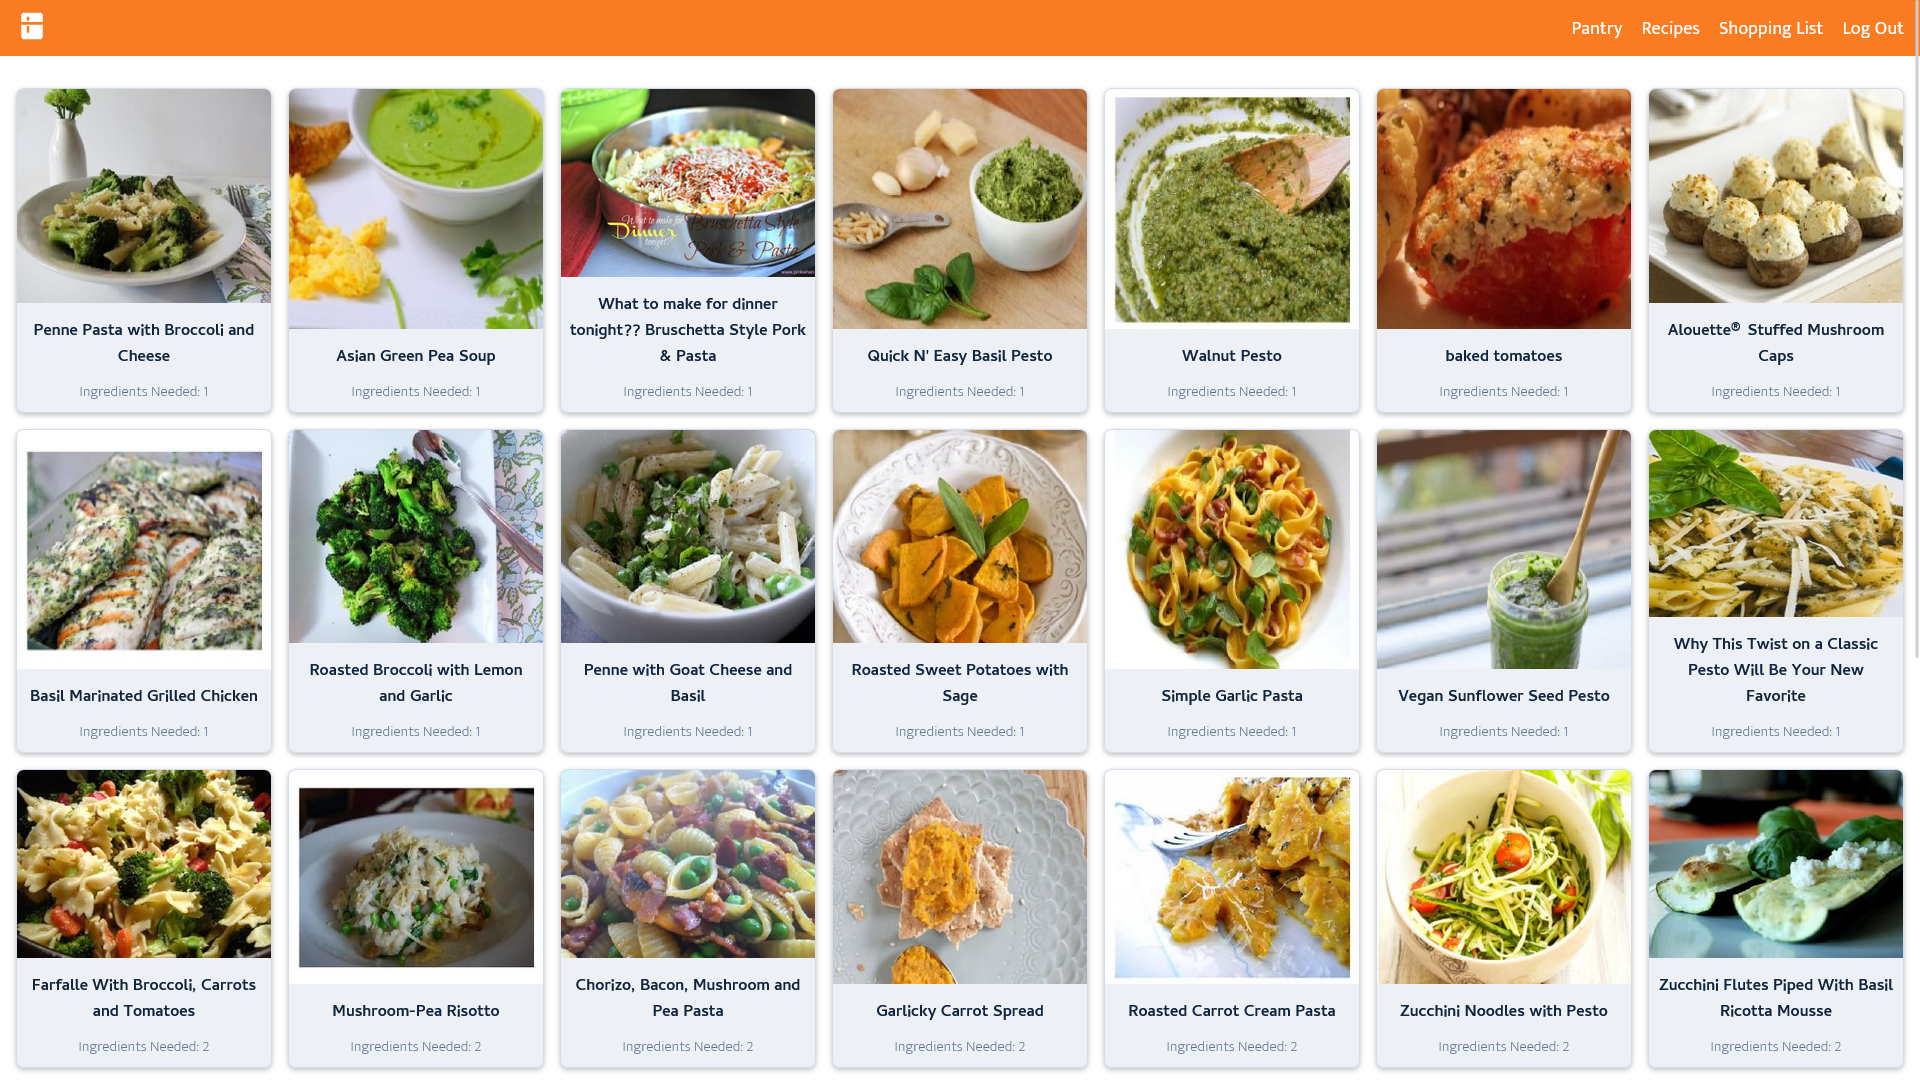 Pantry Recipes Shopping List Log Out
What to make for
Dinner
tonight?
Bruschetta Style
Pork & Pasta
Penne Pasta with Broccoli and
Cheese
Ingredients Needed: 1
Asian Green Pea Soup
Ingredients Needed: 1
What to make for dinner
tonight?? Bruschetta Style Pork
& Pasta
Ingredients Needed: 1
Quick N' Easy Basil Pesto
Ingredients Needed: 1
Walnut Pesto
Ingredients Needed: 1
baked tomatoes
Ingredients Needed: 1
Alouette® Stuffed Mushroom
Caps
Ingredients Needed: 1
Basil Marinated Grilled Chicken
Ingredients Needed: 1
Roasted Broccoli with Lemon
and Garlic
Ingredients Needed: 1
Penne with Goat Cheese and
Basil
Ingredients Needed: 1
Roasted Sweet Potatoes with
Sage
Ingredients Needed: 1
Simple Garlic Pasta
Ingredients Needed: 1
Vegan Sunflower Seed Pesto
Ingredients Needed: 1
Why This Twist on a Classic
Pesto Will Be Your New
Favorite
Ingredients Needed: 1
Farfalle With Broccoli, Carrots
and Tomatoes
Ingredients Needed: 2
Mushroom-Pea Risotto
Ingredients Needed: 2
Chorizo, Bacon, Mushroom and
Pea Pasta
Ingredients Needed: 2
Garlicky Carrot Spread
Ingredients Needed: 2
Roasted Carrot Cream Pasta
Ingredients Needed: 2
Zucchini Noodles with Pesto
Ingredients Needed: 2
Zucchini Flutes Piped With Basil
Ricotta Mousse
Ingredients Needed: 2